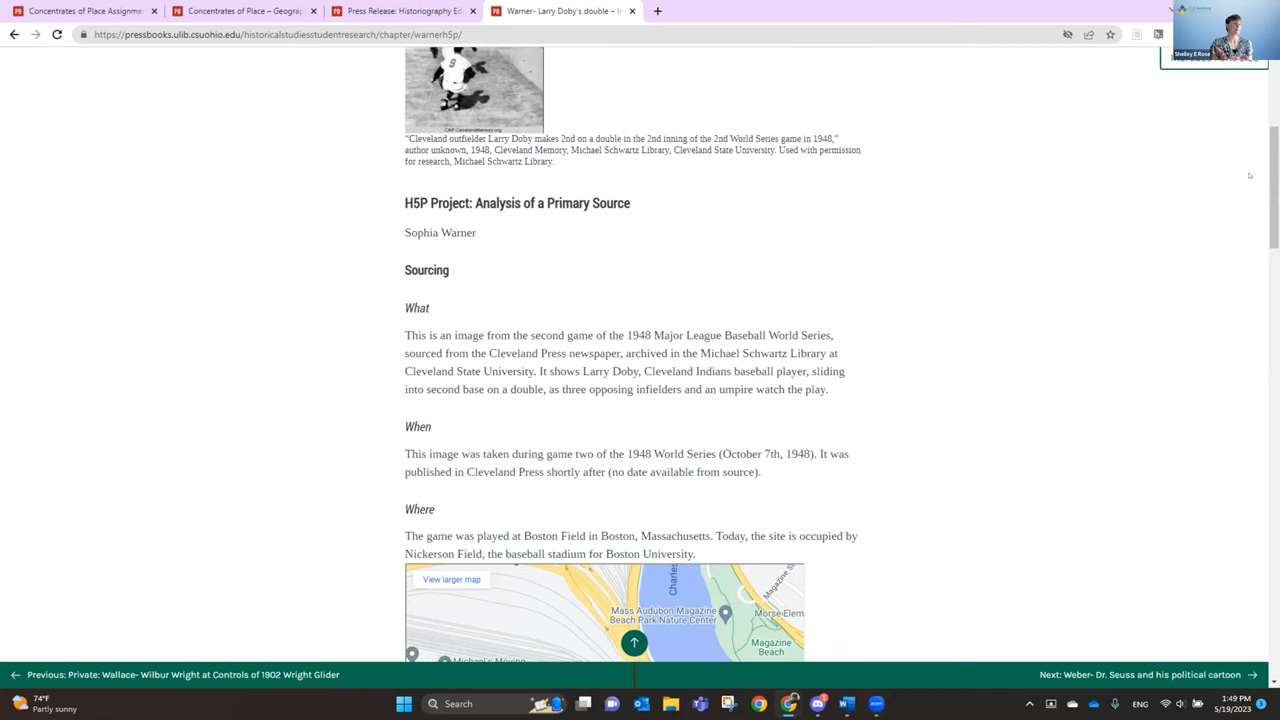 Concentrates of Place Assignme
Concentrates of Place – Geograp
Press Release: Historiography Ed
Warner- Larry Doby's double – In
https://pressbooks.ulib.csuohio.edu/historicalstudiesstudentresearch/chapter/warnerh5p/
Shelley E Rose
9
CMP ClevelandMemory.org
“Cleveland outfielder Larry Doby makes 2nd on a double in the 2nd inning of the 2nd World Series game in 1948,”
author unknown, 1948, Cleveland Memory, Michael Schwartz Library, Cleveland State University. Used with permission
for research, Michael Schwartz Library.
H5P Project: Analysis of a Primary Source
Sophia Warner
Sourcing
What
This is an image from the second game of the 1948 Major League Baseball World Series,
sourced from the Cleveland Press newspaper, archived in the Michael Schwartz Library at
Cleveland State University. It shows Larry Doby, Cleveland Indians baseball player, sliding
into second base on a double, as three opposing infielders and an umpire watch the play.
When
This image was taken during game two of the 1948 World Series (October 7th, 1948). It was
published in Cleveland Press shortly after (no date available from source).
Where
The game was played at Boston Field in Boston, Massachusetts. Today, the site is occupied by
Nickerson Field, the baseball stadium for Boston University.
View larger map
Charles
Magazine S
Mass Audubon Magazine
Beach Park Nature Center
Morse Elem
Magazine
Beach
Michael's Moving
Previous: Private: Wallace- Wilbur Wright at Controls of 1902 Wright Glider
Next: Weber- Dr. Seuss and his political cartoon
74°F
Partly sunny
Search
ENG
1:49 PM
5/19/2023